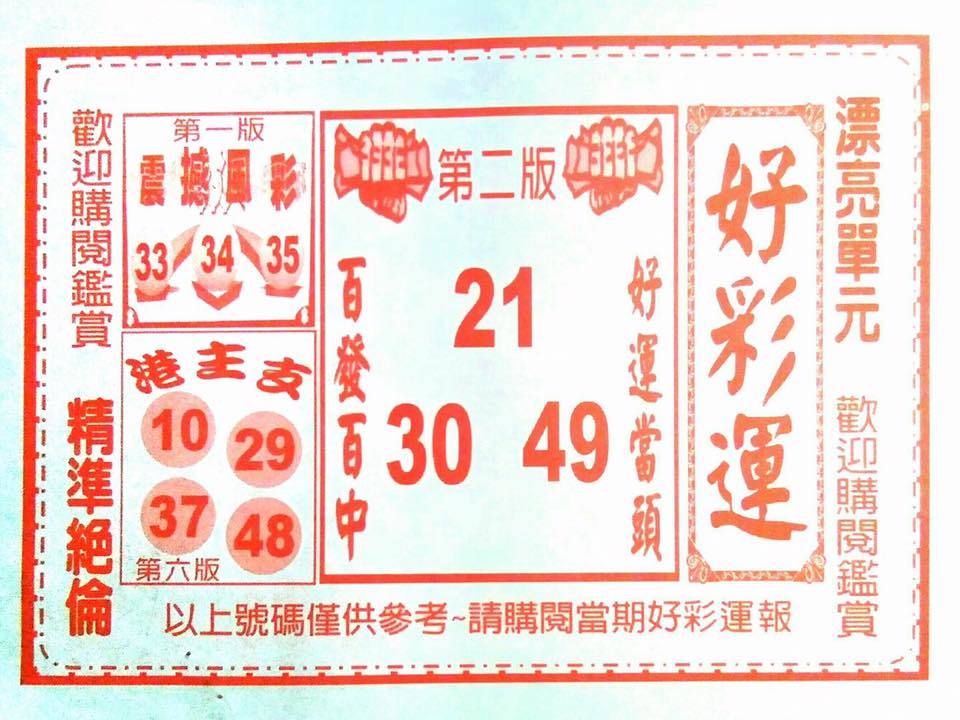 漂亮單元
歡迎購閱鑑賞
好彩運
第二版
好運當頭
21
30 49
百發百中
第一版
震撼風彩
33 34 35
港主支
10 29
37 48
第六版
歡迎購閱鑑賞
精準絕倫
以上號碼僅供參考~請購閱當期好彩運報